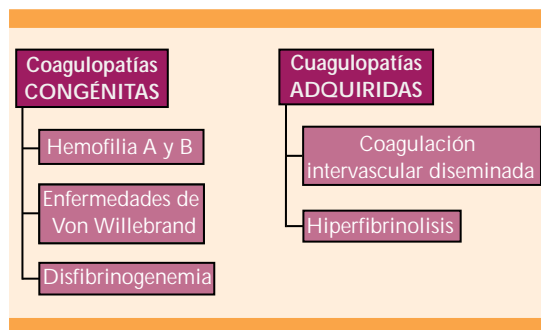 Coagulopatías
CONGÉNITAS
Hemofilia A y B
Enfermedades de
Von Willebrand
Disfibrinogenemia
Cuagulopatías
ADQUIRIDAS
Coagulación
intervascular diseminada
Hiperfibrinolisis